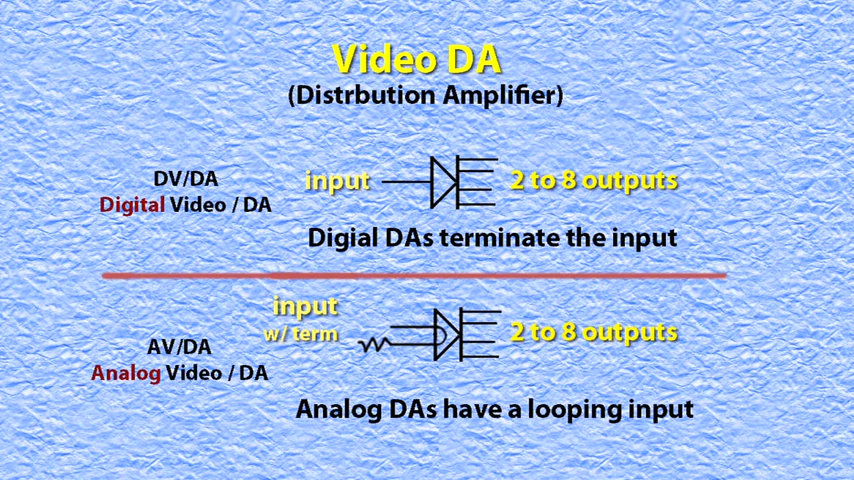 Video DA
(Distrbution Amplifier)
DV/DA
Digital Video / DA
input
2 to 8 outputs
Digial DAs terminate the input
input
w/ term
AV/DA
Analog Video / DA
2 to 8 outputs
Analog DAs have a looping input